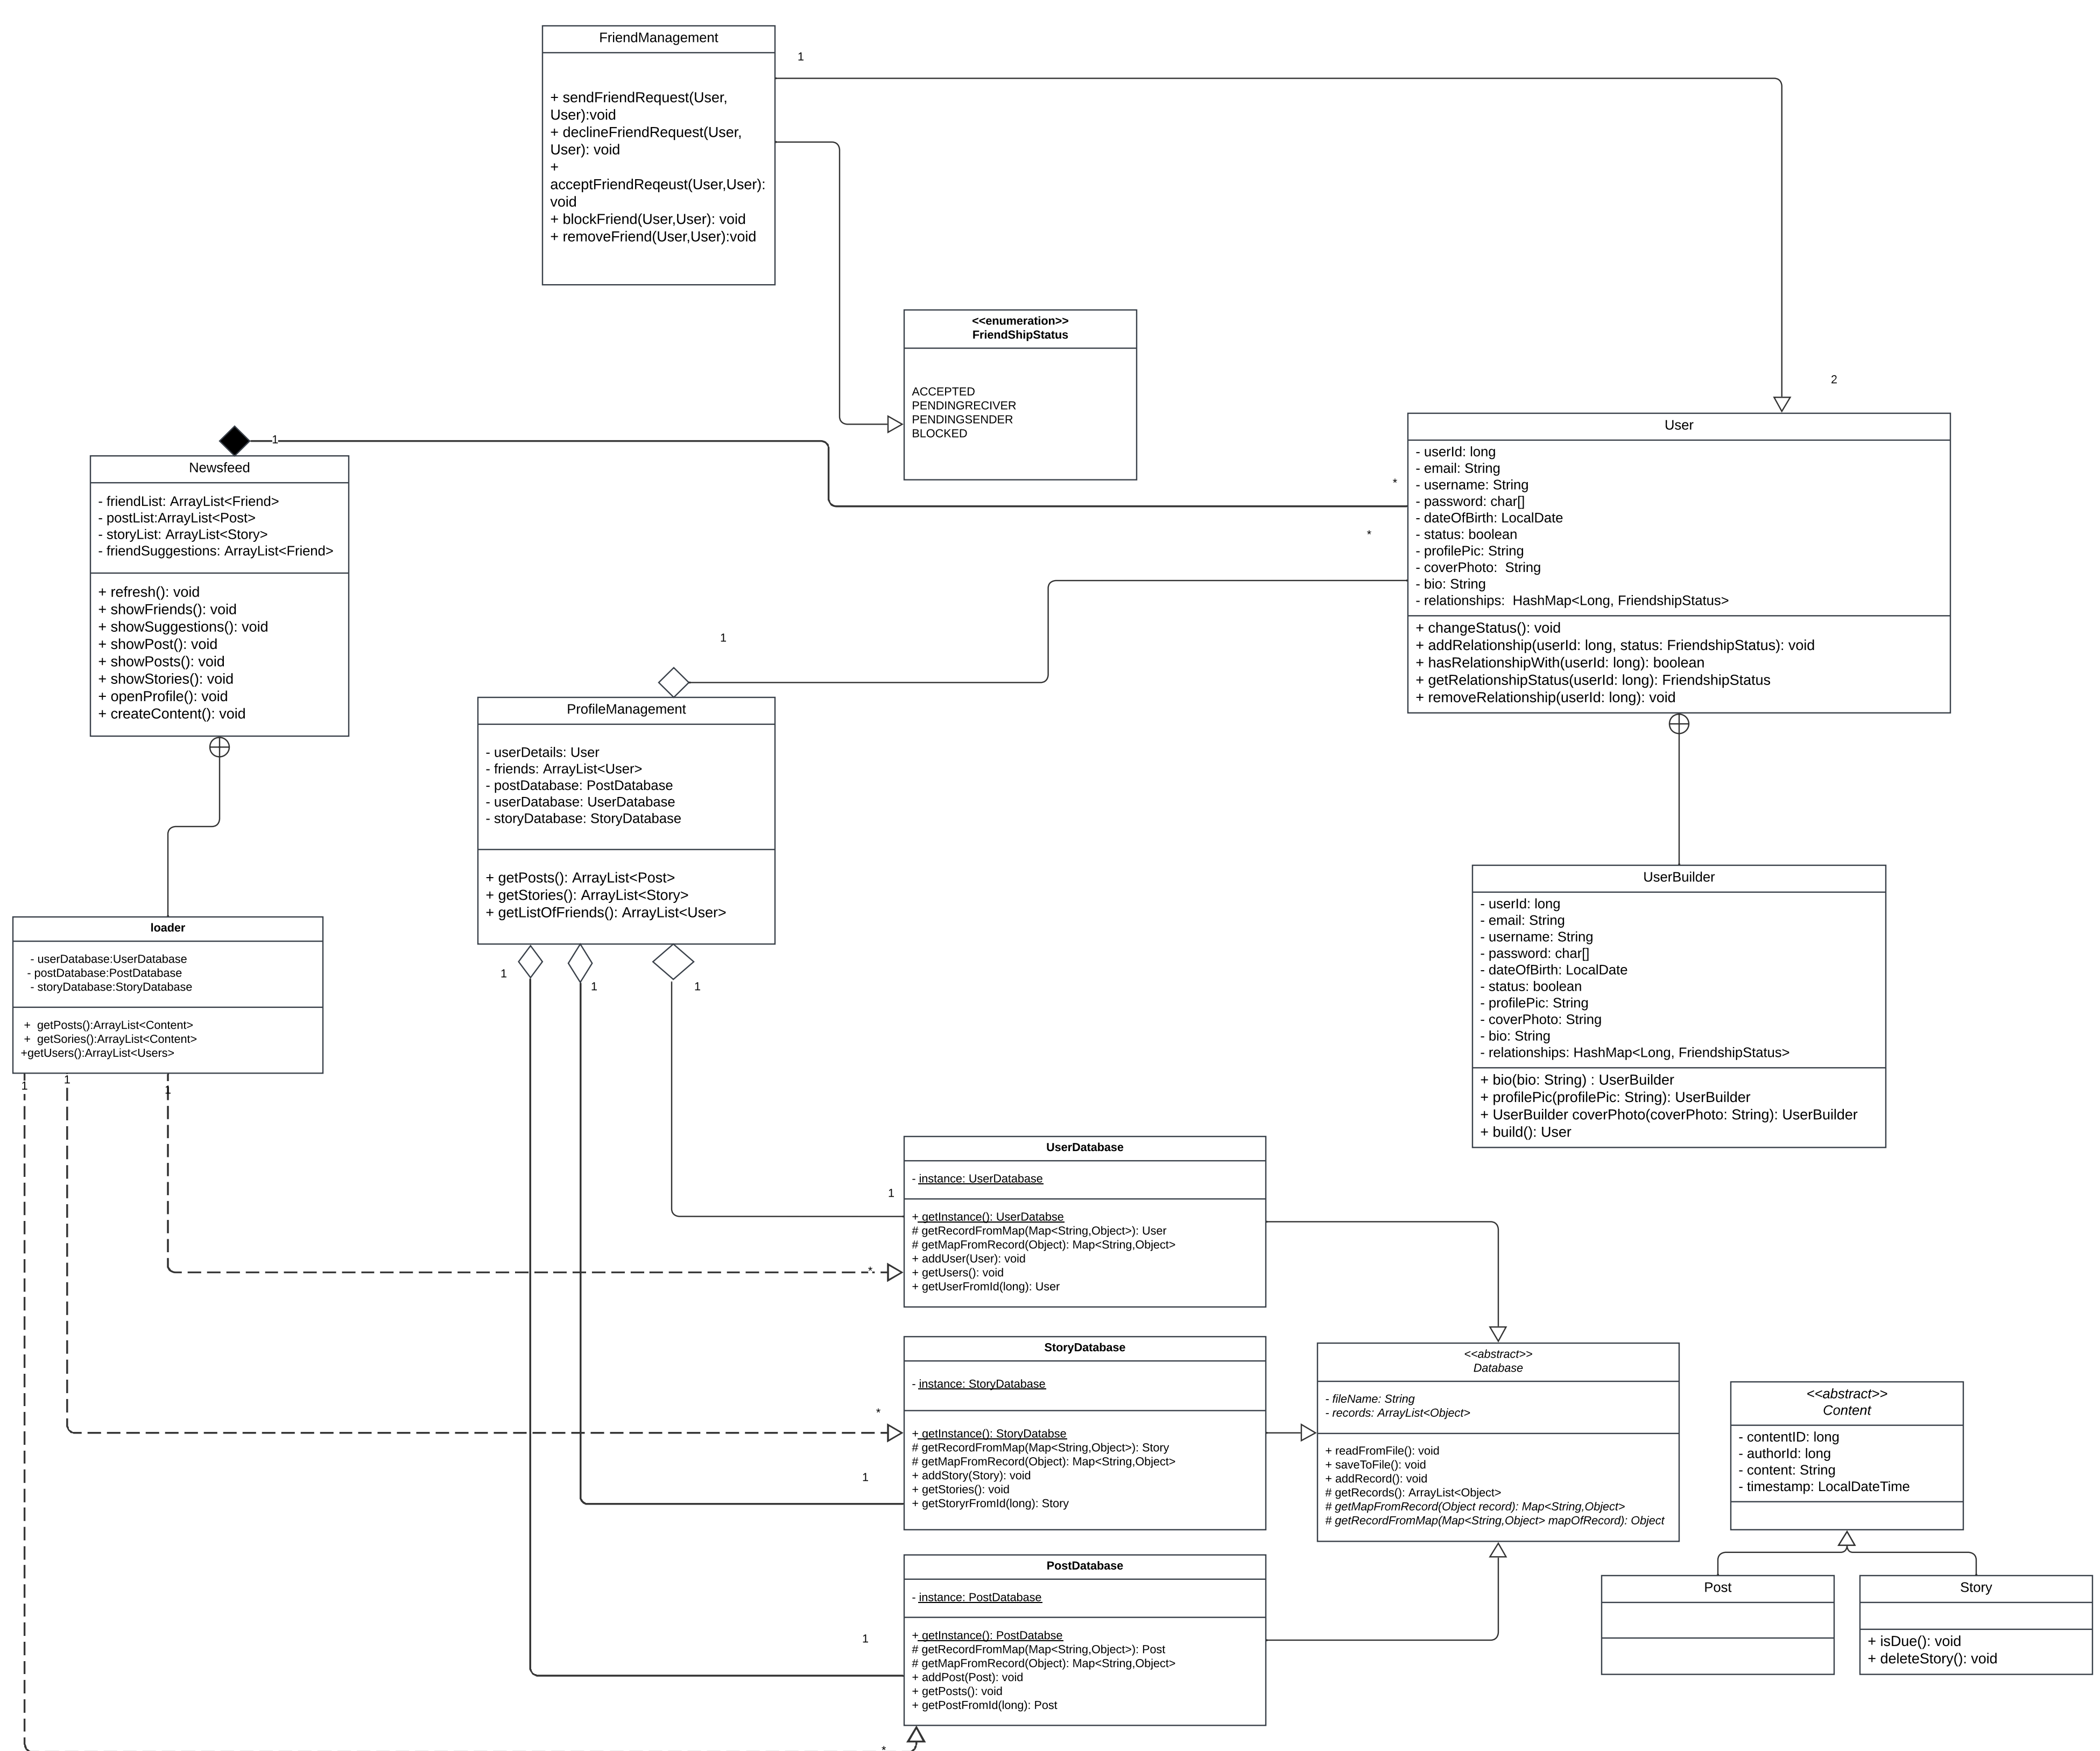 FriendManagement
+ sendFriendRequest(User,
User):void
+ declineFriendRequest(User,
User): void
+
acceptFriendReqeust(User,User):
void
+ blockFriend(User,User): void
+ removeFriend(User,User):void
1
<<enumeration>>
FriendShipStatus
ACCEPTED
PENDINGRECIVER
PENDINGSENDER
BLOCKED
2
User
- userId: long
- email: String
- username: String
- password: char[]
- dateOfBirth: LocalDate
- status: boolean
- profilePic: String
- coverPhoto:  String
- bio: String
- relationships:  HashMap<Long, FriendshipStatus>
+ changeStatus(): void
+ addRelationship(userId: long, status: FriendshipStatus): void
+ hasRelationshipWith(userId: long): boolean
+ getRelationshipStatus(userId: long): FriendshipStatus
+ removeRelationship(userId: long): void
1
*
*
Newsfeed
- friendList: ArrayList<Friend>
- postList:ArrayList<Post>
- storyList: ArrayList<Story>
- friendSuggestions: ArrayList<Friend>
+ refresh(): void
+ showFriends(): void
+ showSuggestions(): void
+ showPost(): void
+ showPosts(): void
+ showStories(): void
+ openProfile(): void
+ createContent(): void
1
ProfileManagement
- userDetails: User
- friends: ArrayList<User>
- postDatabase: PostDatabase
- userDatabase: UserDatabase
- storyDatabase: StoryDatabase
+ getPosts(): ArrayList<Post>
+ getStories(): ArrayList<Story>
+ getListOfFriends(): ArrayList<User>
1
1
1
loader
- userDatabase:UserDatabase
- postDatabase:PostDatabase
- storyDatabase:StoryDatabase
+  getPosts():ArrayList<Content>
+  getSories():ArrayList<Content>
+getUsers():ArrayList<Users>
1
1
1
UserBuilder
- userId: long
- email: String
- username: String
- password: char[]
- dateOfBirth: LocalDate
- status: boolean
- profilePic: String
- coverPhoto: String
- bio: String
- relationships: HashMap<Long, FriendshipStatus>
+ bio(bio: String) : UserBuilder
+ profilePic(profilePic: String): UserBuilder
+ UserBuilder coverPhoto(coverPhoto: String): UserBuilder
+ build(): User
UserDatabase
- instance: UserDatabase
+ getInstance(): UserDatabse
# getRecordFromMap(Map<String,Object>): User
# getMapFromRecord(Object): Map<String,Object>
+ addUser(User): void
+ getUsers(): void
+ getUserFromId(long): User
1
*
StoryDatabase
- instance: StoryDatabase
+ getInstance(): StoryDatabse
# getRecordFromMap(Map<String,Object>): Story
# getMapFromRecord(Object): Map<String,Object>
+ addStory(Story): void
+ getStories(): void
+ getStoryrFromId(long): Story
*
1
<<abstract>>
Database
- fileName: String
- records: ArrayList<Object>
+ readFromFile(): void
+ saveToFile(): void
+ addRecord(): void
# getRecords(): ArrayList<Object>
# getMapFromRecord(Object record): Map<String,Object>
# getRecordFromMap(Map<String,Object> mapOfRecord): Object
<<abstract>>
Content
- contentID: long
- authorId: long
- content: String
- timestamp: LocalDateTime
PostDatabase
- instance: PostDatabase
+ getInstance(): PostDatabse
# getRecordFromMap(Map<String,Object>): Post
# getMapFromRecord(Object): Map<String,Object>
+ addPost(Post): void
+ getPosts(): void
+ getPostFromId(long): Post
1
*
Post
Story
+ isDue(): void
+ deleteStory(): void